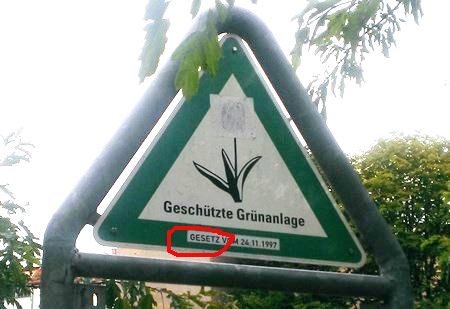 Geschützte Grünanlage
GESETZ VOM 24.11.1997